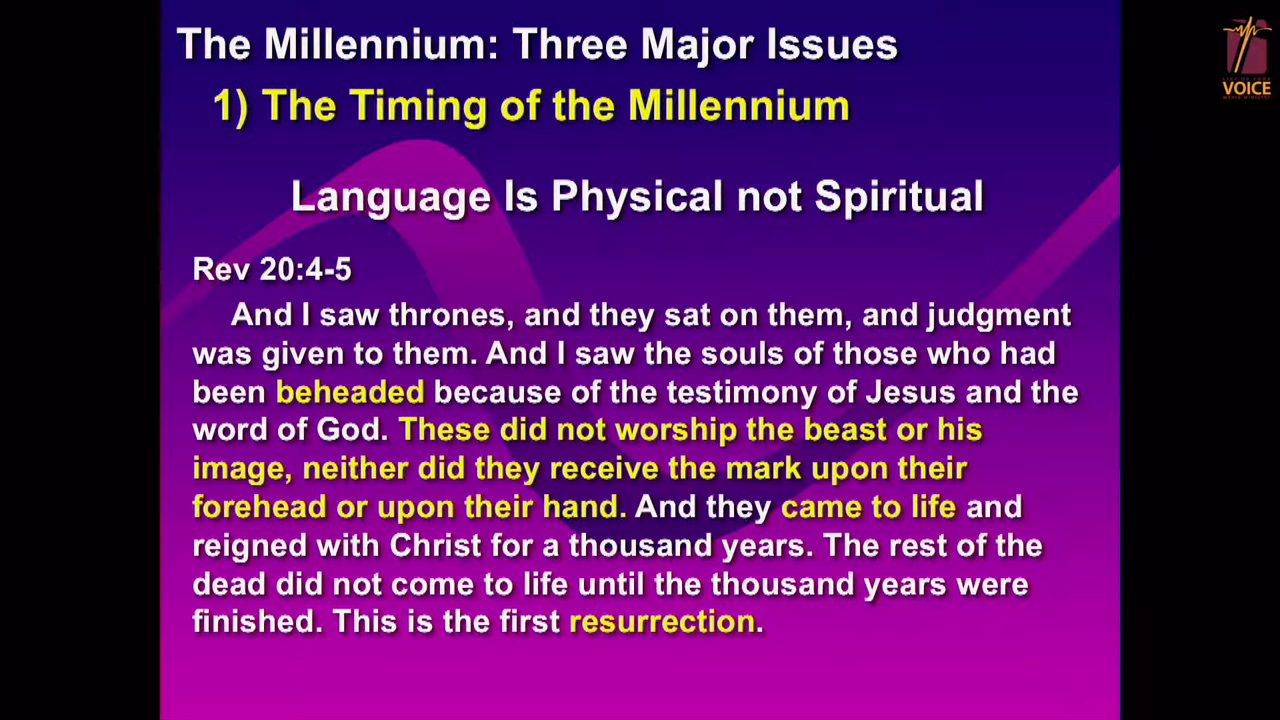 The Millennium: Three Major Issues
1) The Timing of the Millennium
Language Is Physical not Spiritual
Rev 20:4-5
And I saw thrones, and they sat on them, and judgment
was given to them. And I saw the souls of those who had
been beheaded because of the testimony of Jesus and the
word of God. These did not worship the beast or his
image, neither did they receive the mark upon their
forehead or upon their hand. And they came to life and
reigned with Christ for a thousand years. The rest of the
dead did not come to life until the thousand years were
finished. This is the first resurrection.
VOICE